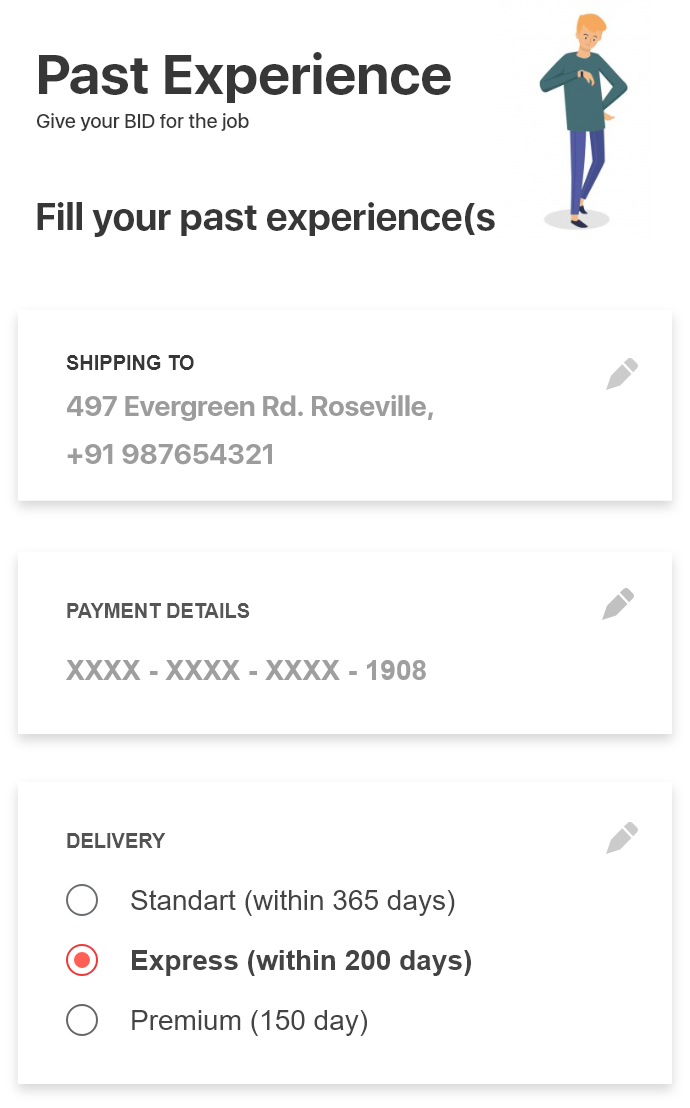 Past Experience
Give your BID for the job
Fill your past experience(s
SHIPPING TO
497 Evergreen Rd. Roseville,
+91 987654321
PAYMENT DETAILS
XXXX - XXXX - XXXX - 1908
DELIVERY
Standart (within 365 days)
Express (within 200 days)
Premium (150 day)